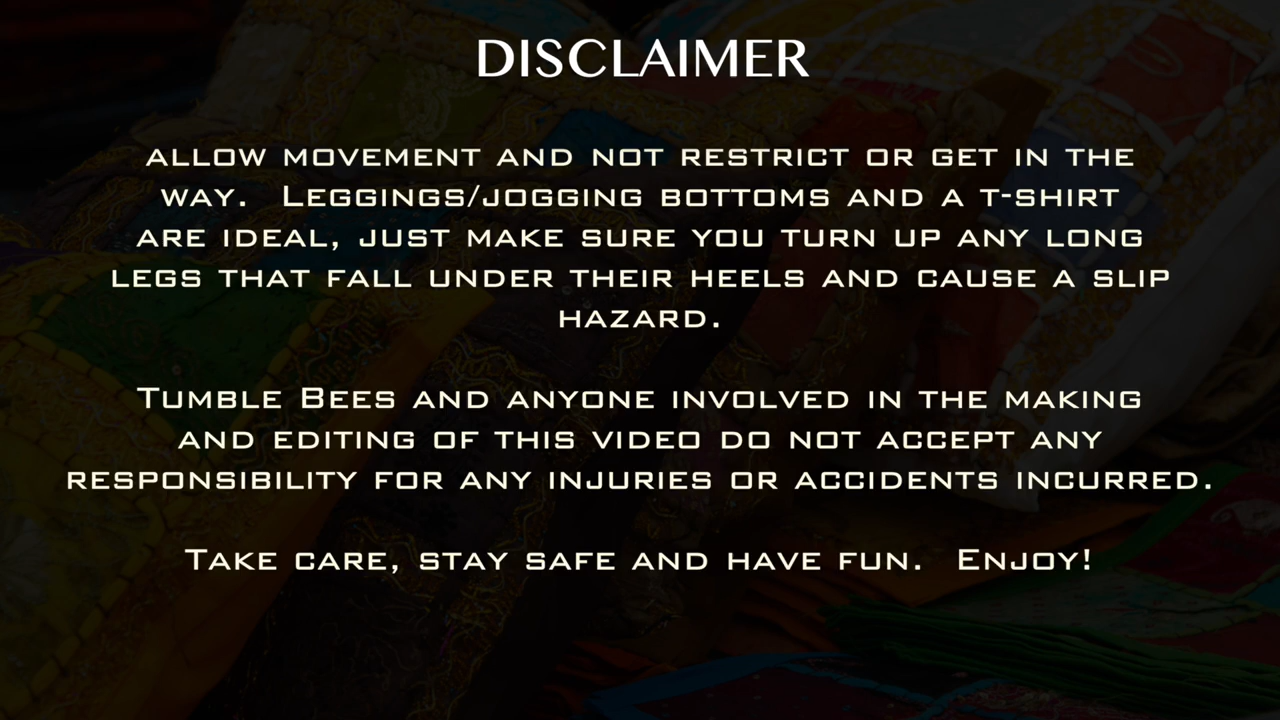 DISCLAIMER
ALLOW MOVEMENT AND NOT RESTRICT OR GET IN THE
WAY. LEGGINGS/JOGGING BOTTOMS AND A T-SHIRT
ARE IDEAL, JUST MAKE SURE YOU TURN UP ANY LONG
LEGS THAT FALL UNDER THEIR HEELS AND CAUSE A SLIP
HAZARD.
TUMBLE BEES AND ANYONE INVOLVED IN THE MAKING
AND EDITING OF THIS VIDEO DO NOT ACCEPT ANY
RESPONSIBILITY FOR ANY INJURIES OR ACCIDENTS INCURRED.
TAKE CARE, STAY SAFE AND HAVE FUN. ENJOY!